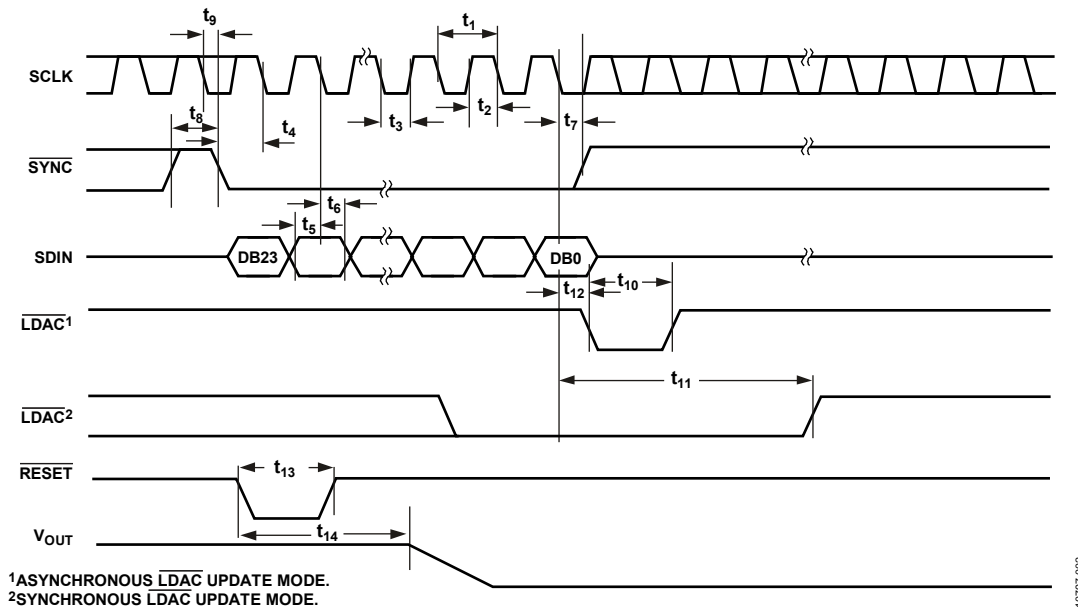 t9
t1
SCLK
t2
t8
t3
t7
t4
SYNC
t6
t5
SDIN
DB23
DB0
t12
t10
LDAC1
t11
LDAC2
RESET
t13
t14
VOUT
1ASYNCHRONOUS LDAC UPDATE MODE.
2SYNCHRONOUS LDAC UPDATE MODE.